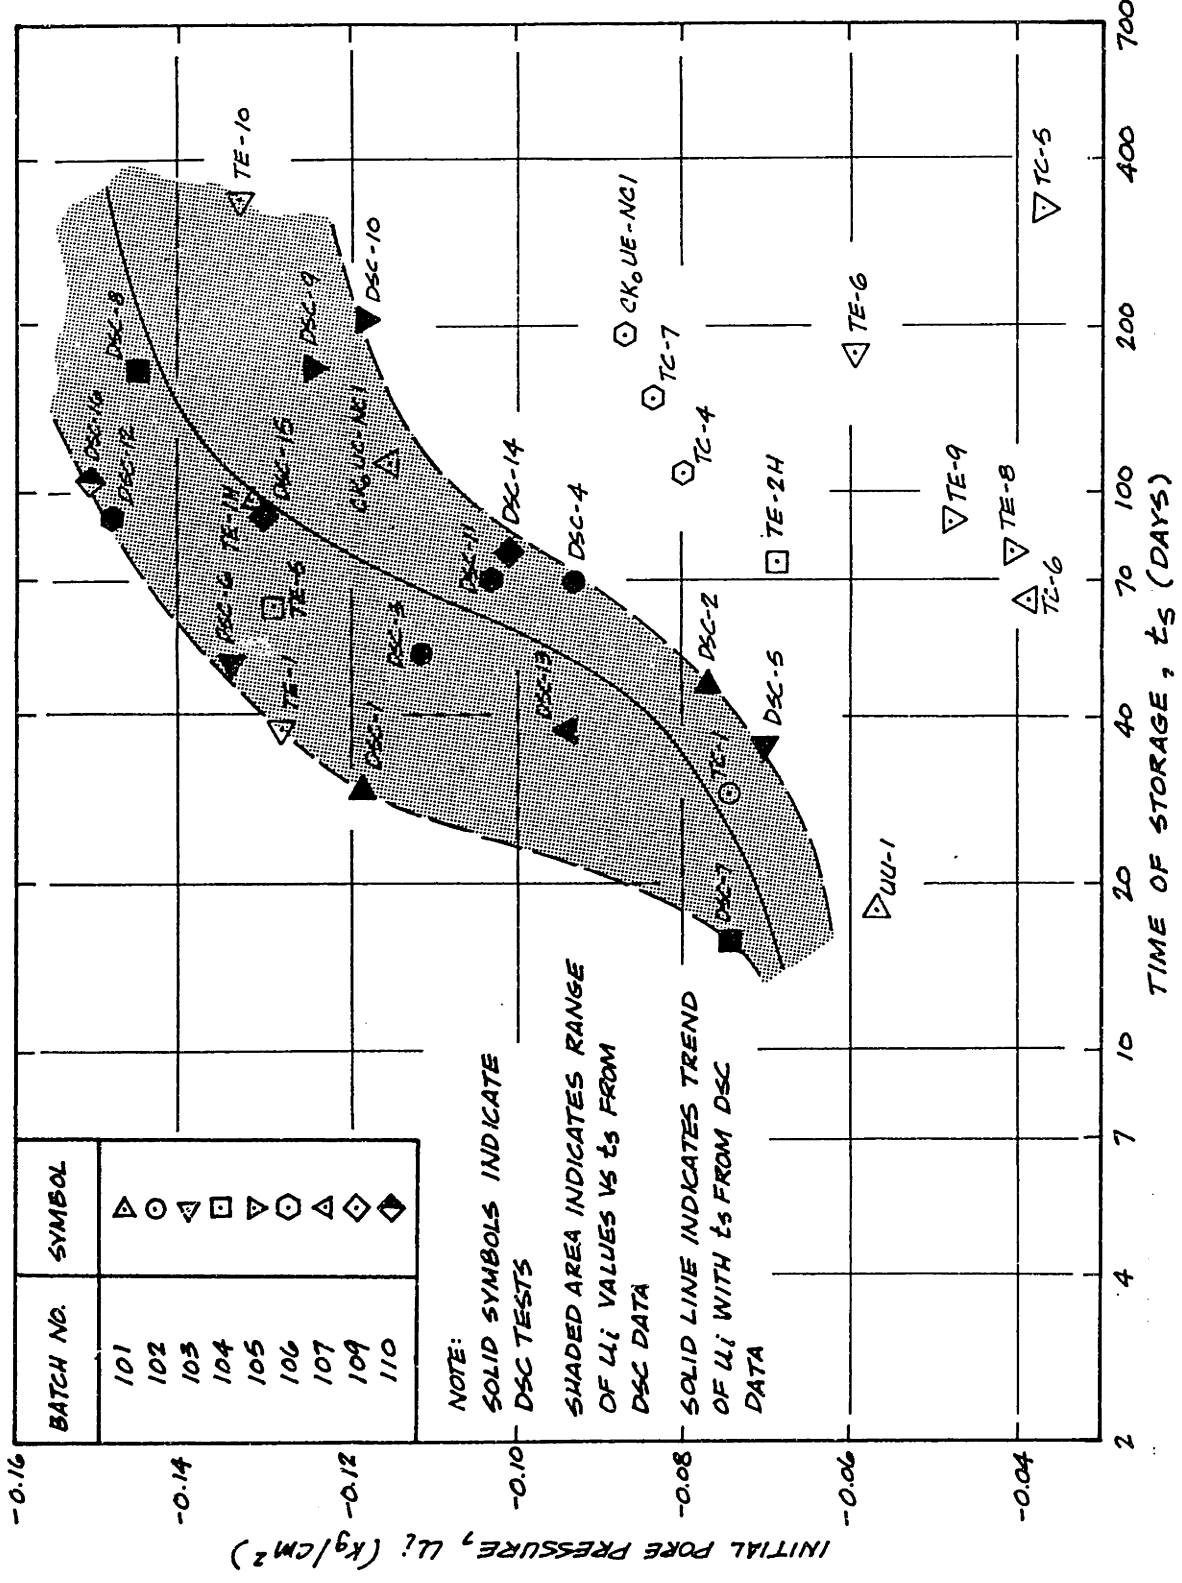 BATCH NO. SYMBOL
101
102
103
104
105
106
107
109
110
NOTE:
SOLID SYMBOLS INDICATE
DSC TESTS
SHADED AREA INDICATES RANGE
OF ui VALUES VS ts FROM
DSC DATA
SOLID LINE INDICATES TREND
OF ui WITH ts FROM DSC
DATA
DSC-16
DSC-12
DSC-8
TE-10
DSC-6
TE-1H
DSC-15
TE-5
TE-1
DSC-9
CKoUC-NC1
DSC-10
DSC-1
DSC-3
DSC-11
DSC-14
DSC-13
DSC-4
CKoUE-NC1
TC-7
TC-4
DSC-2
DSC-5
TC-1
DSC-7
TE-2H
TE-6
UU-1
TE-9
TE-8
TC-6
TC-5
-0.16
-0.14
-0.12
-0.10
-0.08
-0.06
-0.04
INITIAL PORE PRESSURE, ui (kg/cm²)
2 4 7 10 20 40 70 100 200 400 700
TIME OF STORAGE, ts (DAYS)